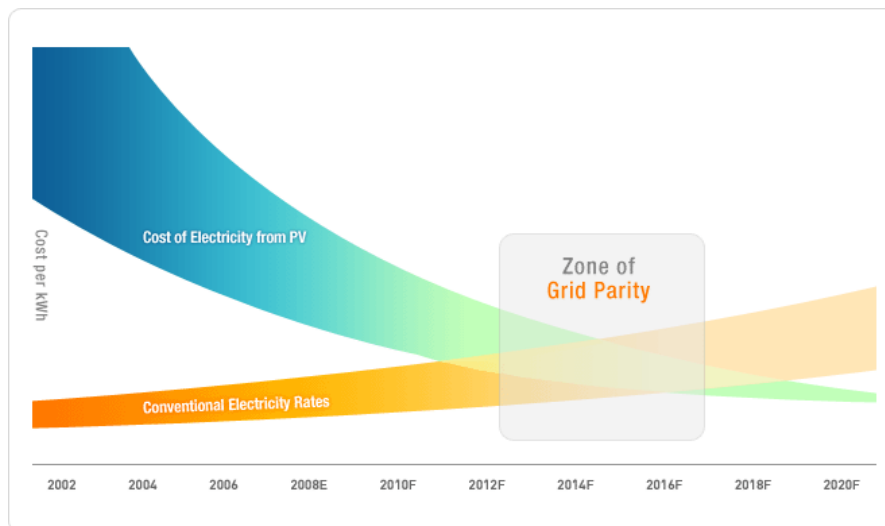 Cost of Electricity from PV
Cost per kWh
Zone of
Grid Parity
Conventional Electricity Rates
2002 2004 2006 2008E 2010F 2012F 2014F 2016F 2018F 2020F